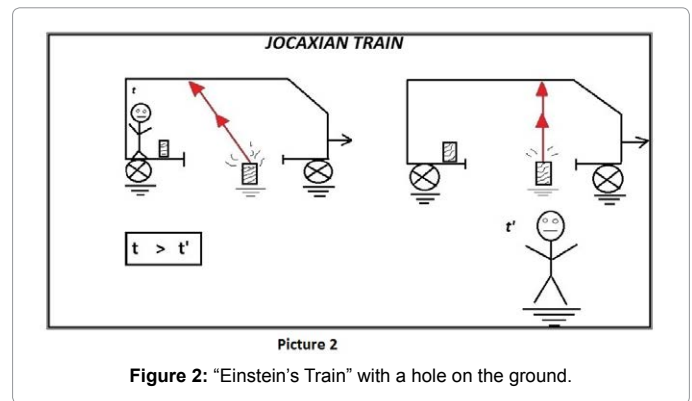 JOCAXIAN TRAIN
t
t'
t > t'
Picture 2
Figure 2: “Einstein’s Train” with a hole on the ground.